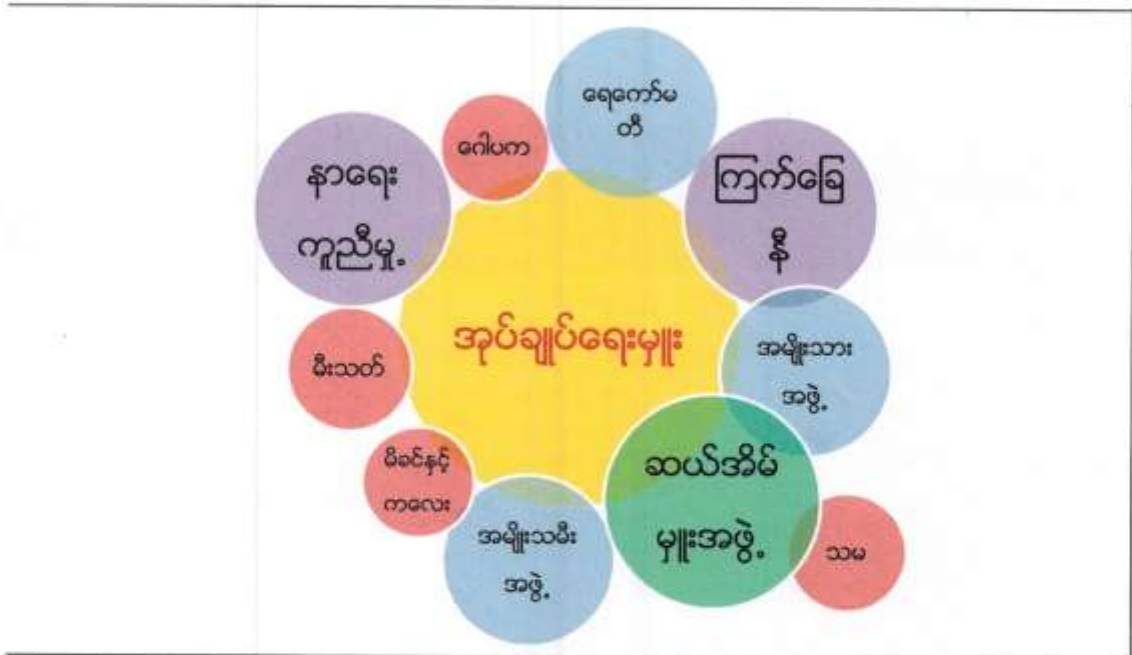 ရေကော်မ
တီ
ဂေါပက
ကြက်ခြေ
နီ
နာရေး
ကူညီမှု့
အုပ်ချုပ်ရေးမှူး
အမျိုးသား
အဖွဲ့
မီးသတ်
ဆယ်အိမ်
မှူးအဖွဲ့
မိခင်နှင့်
ကလေး
အမျိုးသမီး
အဖွဲ့
သမ